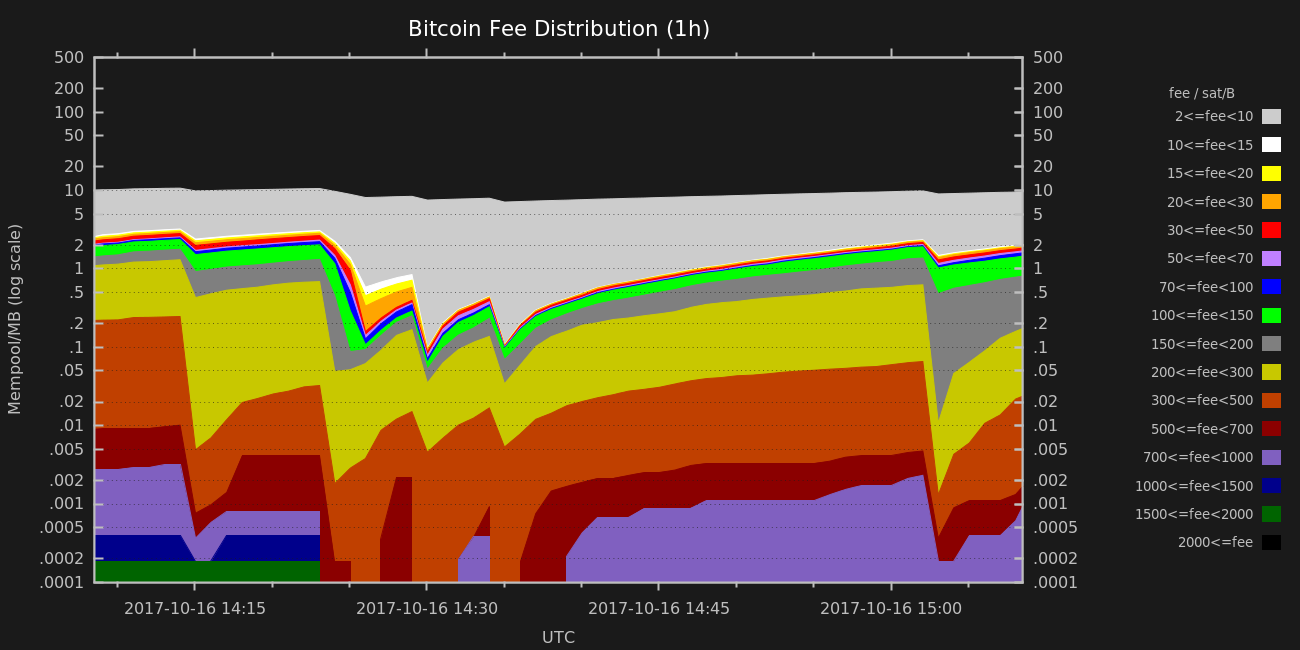 Bitcoin Fee Distribution (1h)
500
200
100
50
20
10
5
2
1
.5
.2
.1
.05
.02
.01
.005
.002
.001
.0005
.0002
.0001
Mempool/MB (log scale)
500
200
100
50
20
10
5
2
1
.5
.2
.1
.05
.02
.01
.005
.002
.001
.0005
.0002
.0001
2017-10-16 14:15 2017-10-16 14:30 2017-10-16 14:45 2017-10-16 15:00
UTC
fee / sat/B
2<=fee<10
10<=fee<15
15<=fee<20
20<=fee<30
30<=fee<50
50<=fee<70
70<=fee<100
100<=fee<150
150<=fee<200
200<=fee<300
300<=fee<500
500<=fee<700
700<=fee<1000
1000<=fee<1500
1500<=fee<2000
2000<=fee